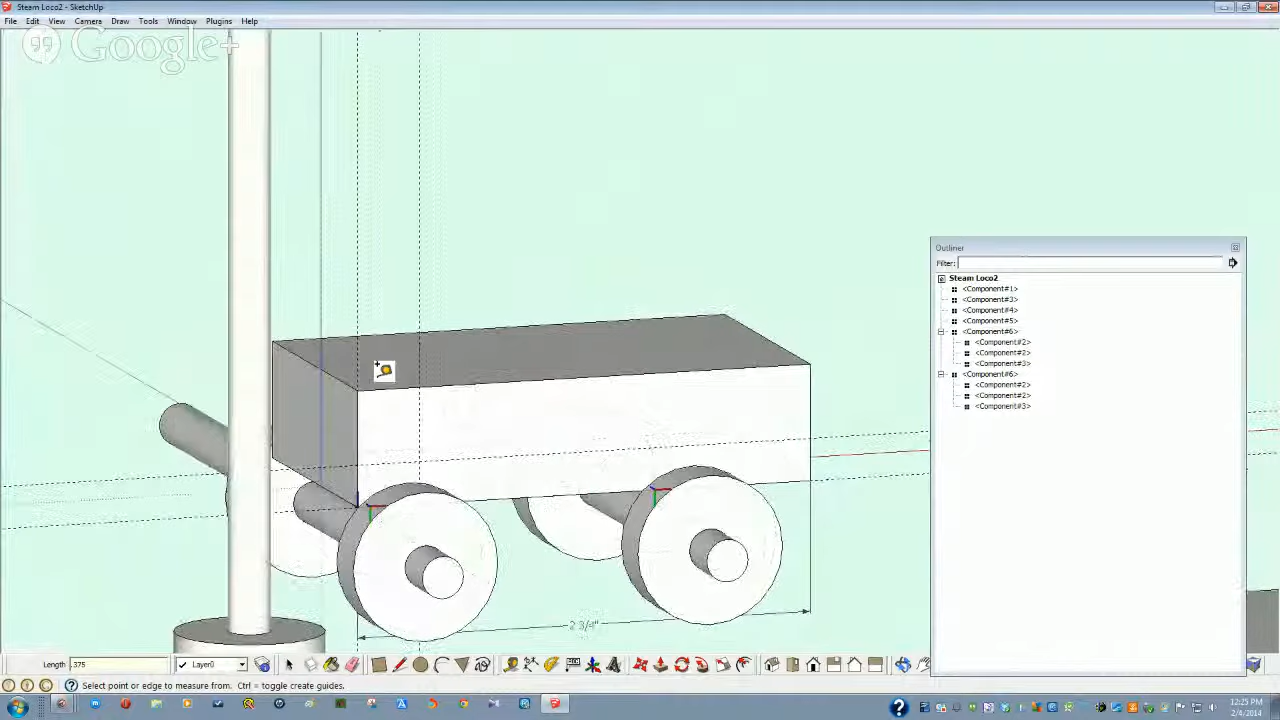 Steam Loco2 - SketchUp
File Edit View Camera Draw Tools Window Plugins Help
Google+
Outliner
Filter:
Steam Loco2
<Component#1>
<Component#3>
<Component#4>
<Component#5>
<Component#6>
<Component#2>
<Component#2>
<Component#3>
<Component#6>
<Component#2>
<Component#2>
<Component#3>
2 3/4"
Length .375 Layer0
Select point or edge to measure from. Ctrl = toggle create guides.
12:25 PM
2/4/2014